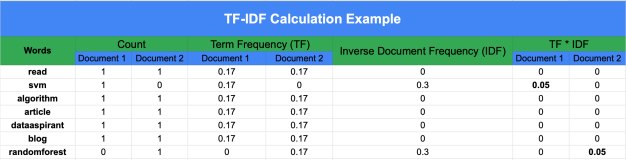 TF-IDF Calculation Example
Words Count Term Frequency (TF) Inverse Document Frequency (IDF) TF * IDF
Document 1 Document 2 Document 1 Document 2 Document 1 Document 2
read 1 1 0.17 0.17 0 0 0
svm 1 0 0.17 0 0.3 0.05 0
algorithm 1 1 0.17 0.17 0 0 0
article 1 1 0.17 0.17 0 0 0
dataaspirant 1 1 0.17 0.17 0 0 0
blog 1 1 0.17 0.17 0 0 0
randomforest 0 1 0 0.17 0.3 0 0.05